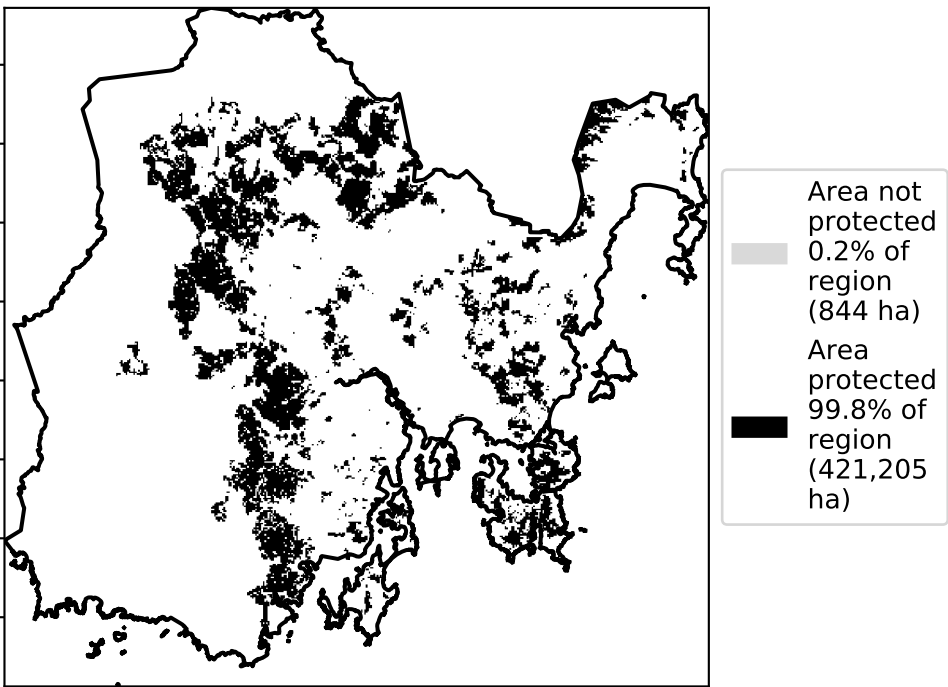 Area not
protected
0.2% of
region
(844 ha)
Area
protected
99.8% of
region
(421,205
ha)